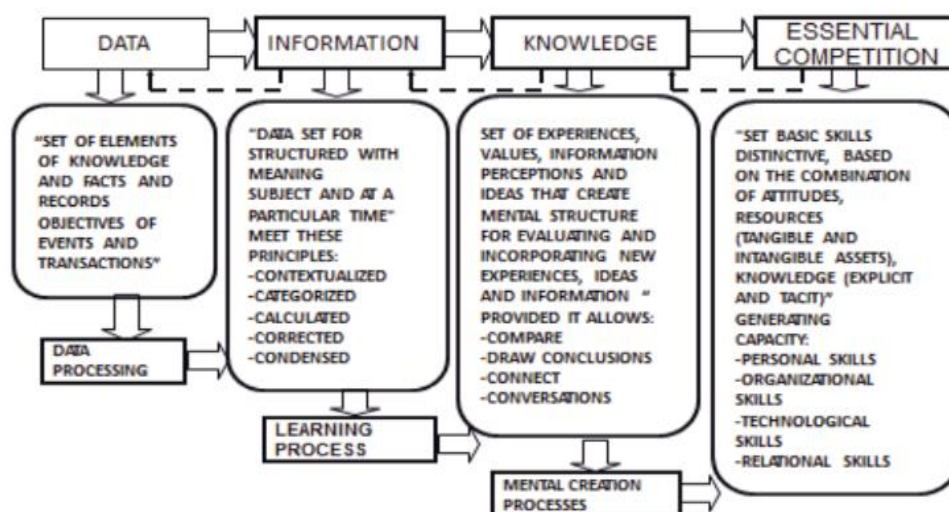 DATA
INFORMATION
KNOWLEDGE
ESSENTIAL
COMPETITION
“SET OF ELEMENTS
OF KNOWLEDGE
AND FACTS AND
RECORDS
OBJECTIVES OF
EVENTS AND
TRANSACTIONS”
DATA
PROCESSING
"DATA SET FOR
STRUCTURED WITH
MEANING
SUBJECT AND AT A
PARTICULAR TIME"
MEET THESE
PRINCIPLES:
-CONTEXTUALIZED
-CATEGORIZED
-CALCULATED
-CORRECTED
-CONDENSED
LEARNING
PROCESS
SET OF EXPERIENCES,
VALUES, INFORMATION
PERCEPTIONS AND
IDEAS THAT CREATE
MENTAL STRUCTURE
FOR EVALUATING AND
INCORPORATING NEW
EXPERIENCES, IDEAS
AND INFORMATION “
PROVIDED IT ALLOWS:
-COMPARE
-DRAW CONCLUSIONS
-CONNECT
-CONVERSATIONS
MENTAL CREATION
PROCESSES
"SET BASIC SKILLS
DISTINCTIVE, BASED
ON THE COMBINATION
OF ATTITUDES,
RESOURCES
(TANGIBLE AND
INTANGIBLE ASSETS),
KNOWLEDGE (EXPLICIT
AND TACIT)”
GENERATING
CAPACITY:
-PERSONAL SKILLS
-ORGANIZATIONAL
SKILLS
-TECHNOLOGICAL
SKILLS
-RELATIONAL SKILLS